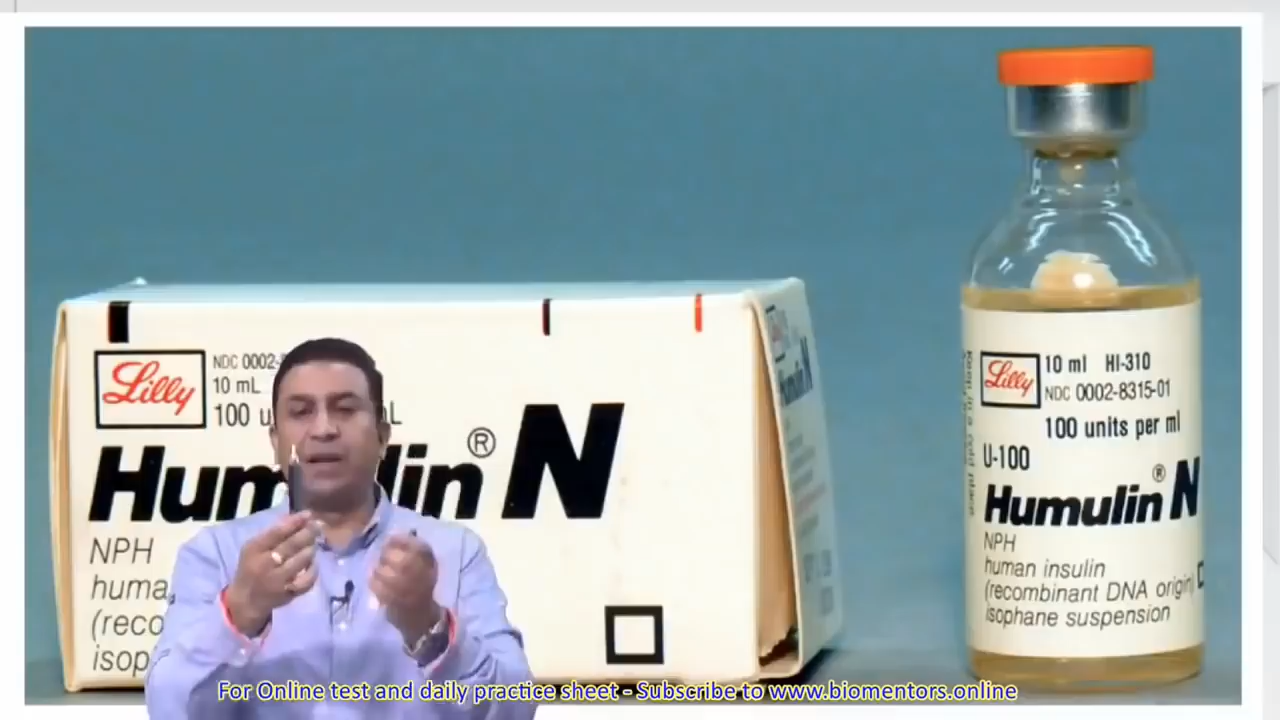 Lilly
NDC 0002-
10 mL
100 u
L
Hum lin ® N
NPH
huma
(reco
isop
Humulin N
Lilly
10 ml HI-310
NDC 0002-8315-01
100 units per ml
U-100
Humulin ® N
NPH
human insulin
(recombinant DNA origin)
isophane suspension
For Online test and daily practice sheet - Subscribe to www.biomentors.online